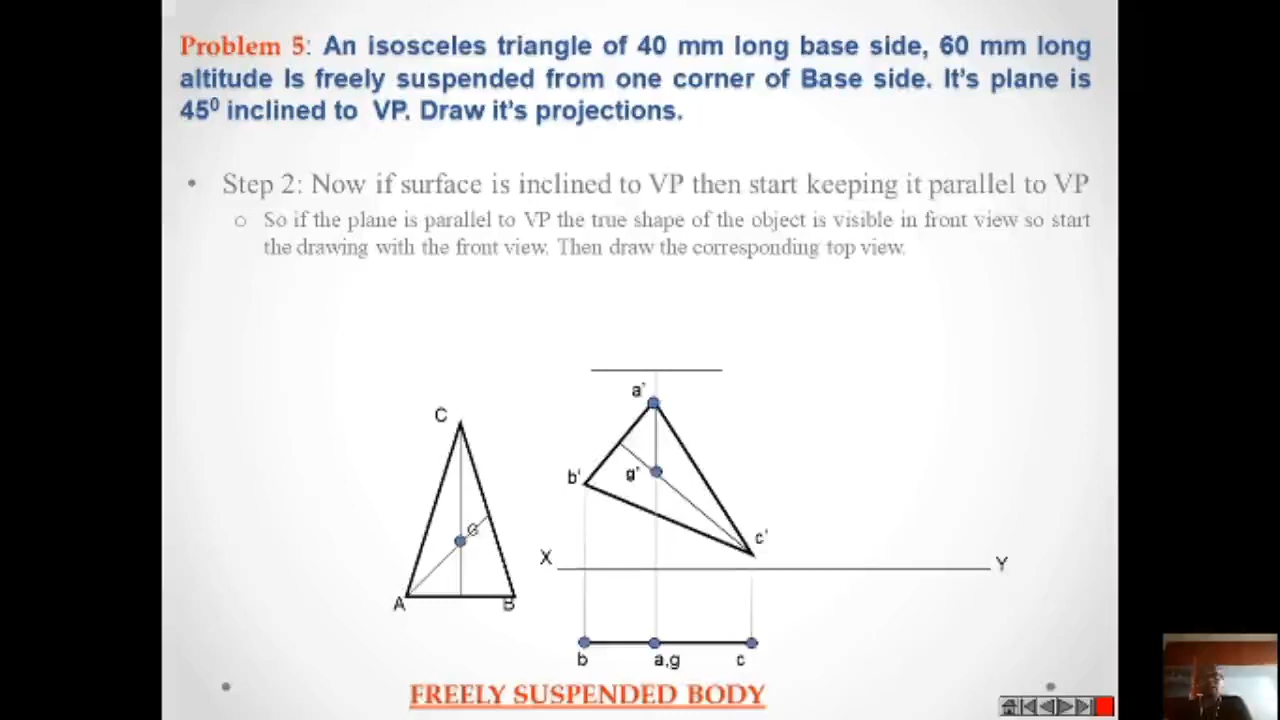 Problem 5: An isosceles triangle of 40 mm long base side, 60 mm long
altitude Is freely suspended from one corner of Base side. It's plane is
45⁰ inclined to VP. Draw it's projections.
• Step 2: Now if surface is inclined to VP then start keeping it parallel to VP
o So if the plane is parallel to VP the true shape of the object is visible in front view so start
the drawing with the front view. Then draw the corresponding top view.
a'
C
b'
g'
G
c'
X
Y
A
B
b
a,g
c
FREELY SUSPENDED BODY